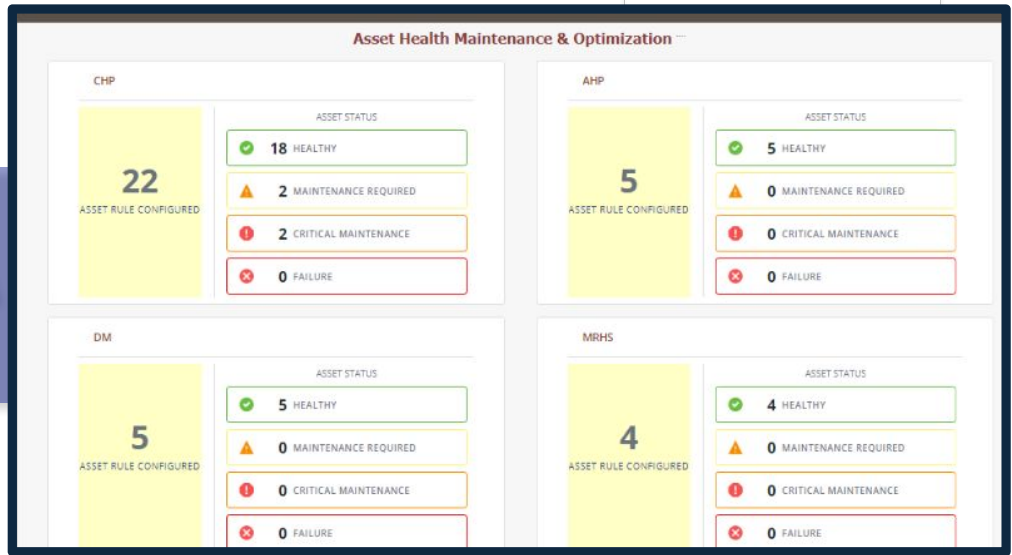 Asset Health Maintenance & Optimization
CHP
22
ASSET RULE CONFIGURED
ASSET STATUS
18 HEALTHY
2 MAINTENANCE REQUIRED
2 CRITICAL MAINTENANCE
0 FAILURE
AHP
5
ASSET RULE CONFIGURED
ASSET STATUS
5 HEALTHY
0 MAINTENANCE REQUIRED
0 CRITICAL MAINTENANCE
0 FAILURE
DM
5
ASSET RULE CONFIGURED
ASSET STATUS
5 HEALTHY
0 MAINTENANCE REQUIRED
0 CRITICAL MAINTENANCE
0 FAILURE
MRHS
4
ASSET RULE CONFIGURED
ASSET STATUS
4 HEALTHY
0 MAINTENANCE REQUIRED
0 CRITICAL MAINTENANCE
0 FAILURE